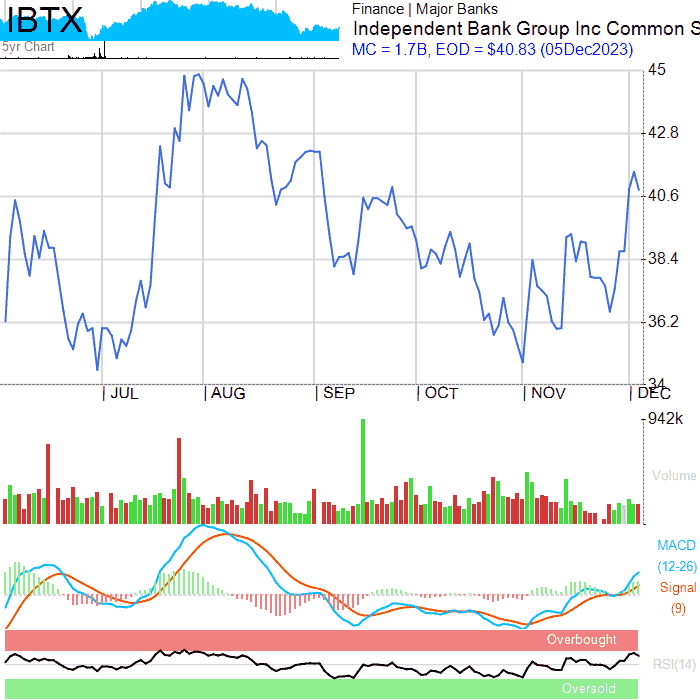 IBTX
Finance | Major Banks
Independent Bank Group Inc Common S
MC = 1.7B, EOD = $40.83 (05Dec2023)
5yr Chart
45
42.8
40.6
38.4
36.2
34
| JUL | AUG | SEP | OCT | NOV | DEC
942k
Volume
MACD
(12-26)
Signal
(9)
Overbought
RSI(14)
Oversold